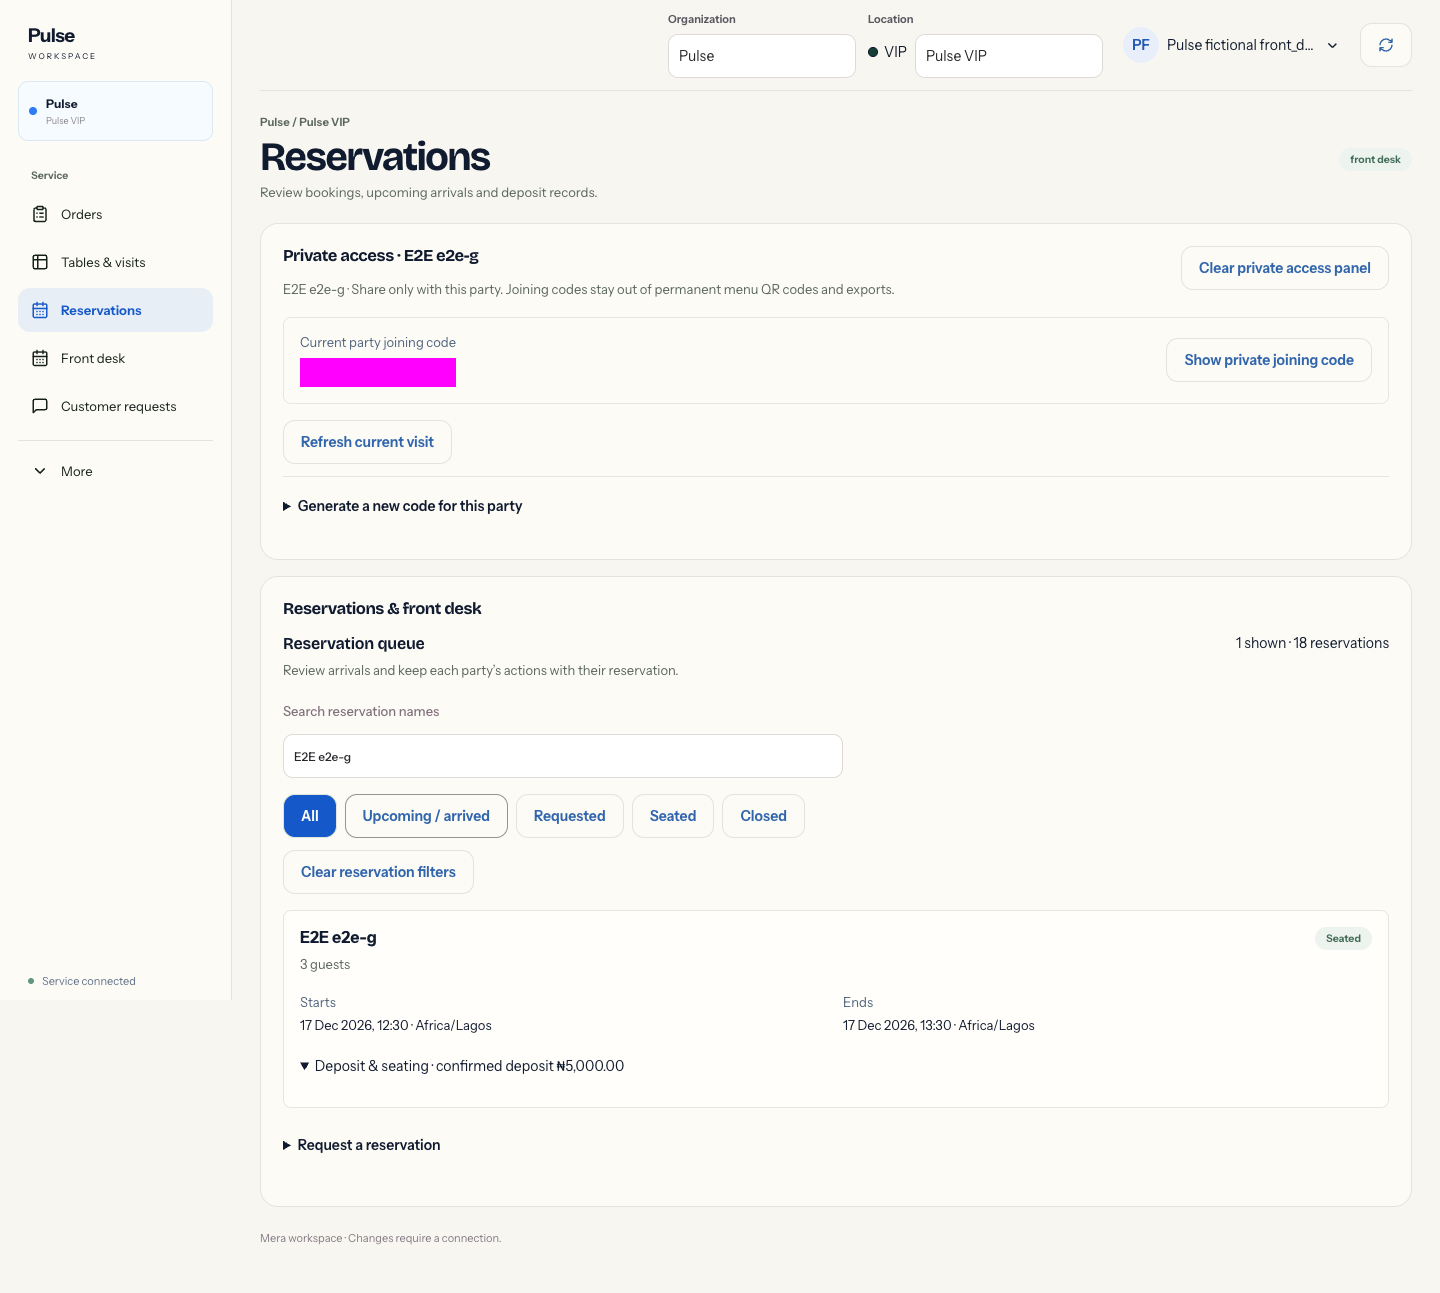 Pulse
WORKSPACE
Pulse
Pulse VIP
Service
Orders
Tables & visits
Reservations
Front desk
Customer requests
More
Service connected
Organization
Pulse
Location
VIP
Pulse VIP
PF
Pulse fictional front_d...
Pulse / Pulse VIP
Reservations
front desk
Review bookings, upcoming arrivals and deposit records.
Private access · E2E e2e-g
Clear private access panel
E2E e2e-g · Share only with this party. Joining codes stay out of permanent menu QR codes and exports.
Current party joining code
Show private joining code
Refresh current visit
Generate a new code for this party
Reservations & front desk
Reservation queue
1 shown · 18 reservations
Review arrivals and keep each party's actions with their reservation.
Search reservation names
E2E e2e-g
All
Upcoming / arrived
Requested
Seated
Closed
Clear reservation filters
E2E e2e-g
Seated
3 guests
Starts
17 Dec 2026, 12:30 · Africa/Lagos
Ends
17 Dec 2026, 13:30 · Africa/Lagos
Deposit & seating · confirmed deposit ₦5,000.00
Request a reservation
Mera workspace · Changes require a connection.